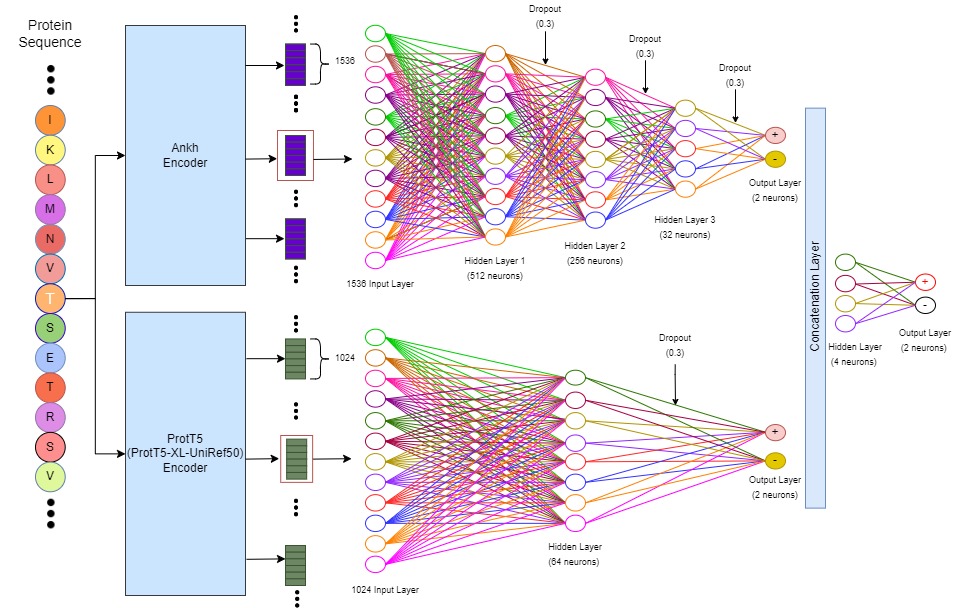 Protein
Sequence
I
K
L
M
N
V
T
S
E
T
R
S
V
Ankh
Encoder
1536
1536 Input Layer
Dropout
(0.3)
Dropout
(0.3)
Dropout
(0.3)
Hidden Layer 1
(512 neurons)
Hidden Layer 2
(256 neurons)
Hidden Layer 3
(32 neurons)
+
-
Output Layer
(2 neurons)
ProtT5
(ProtT5-XL-UniRef50)
Encoder
1024
1024 Input Layer
Dropout
(0.3)
Hidden Layer
(64 neurons)
+
-
Output Layer
(2 neurons)
Concatenation Layer
Hidden Layer
(4 neurons)
+
-
Output Layer
(2 neurons)